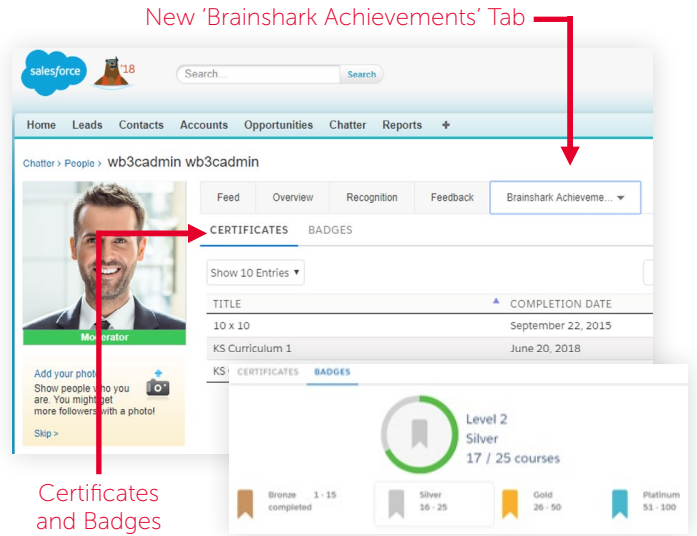 New ‘Brainshark Achievements’ Tab
salesforce
'18
Search...
Search
Home Leads Contacts Accounts Opportunities Chatter Reports +
Chatter > People > wb3cadmin wb3cadmin
Feed Overview Recognition Feedback Brainshark Achieveme...
CERTIFICATES BADGES
Show 10 Entries
TITLE COMPLETION DATE
10 x 10 September 22, 2015
KS Curriculum 1 June 20, 2018
KS
Moderator
Add your photo
Show people who you
are. You might get
more followers with a photo!
Skip >
CERTIFICATES BADGES
Level 2
Silver
17 / 25 courses
Bronze 1 - 15
completed
Silver
16 - 25
Gold
26 - 50
Platinum
51 - 100
Certificates
and Badges